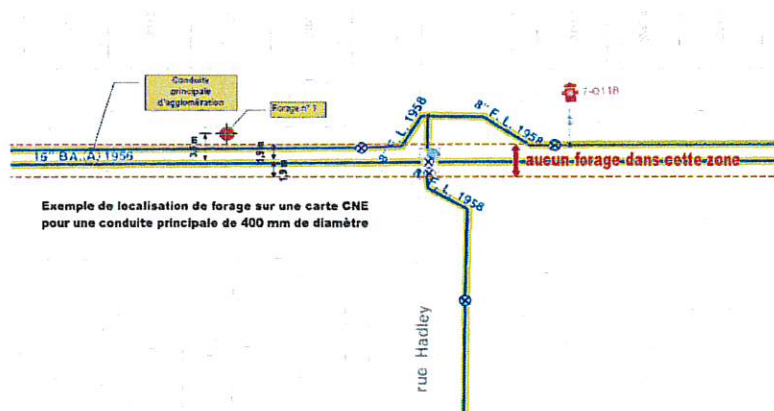 Conduite
principale
d'agglomération
Forage n° 1
8" F. L. 1958
8" F. L. 1958
7-0118
16" BA. A. 1956
1,5 m
aucun forage dans cette zone
F. L. 1958
Exemple de localisation de forage sur une carte CNE
pour une conduite principale de 400 mm de diamètre
rue Hadley